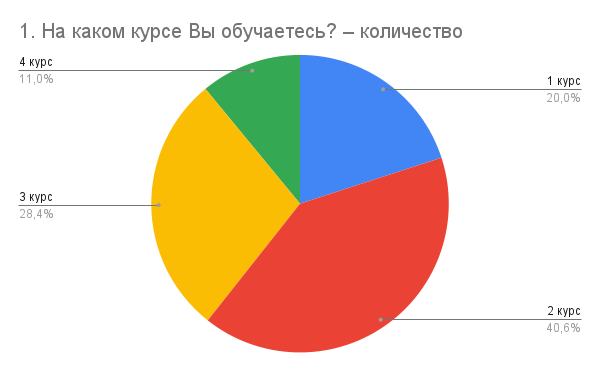 1. На каком курсе Вы обучаетесь? – количество
4 курс
11,0%
1 курс
20,0%
3 курс
28,4%
2 курс
40,6%